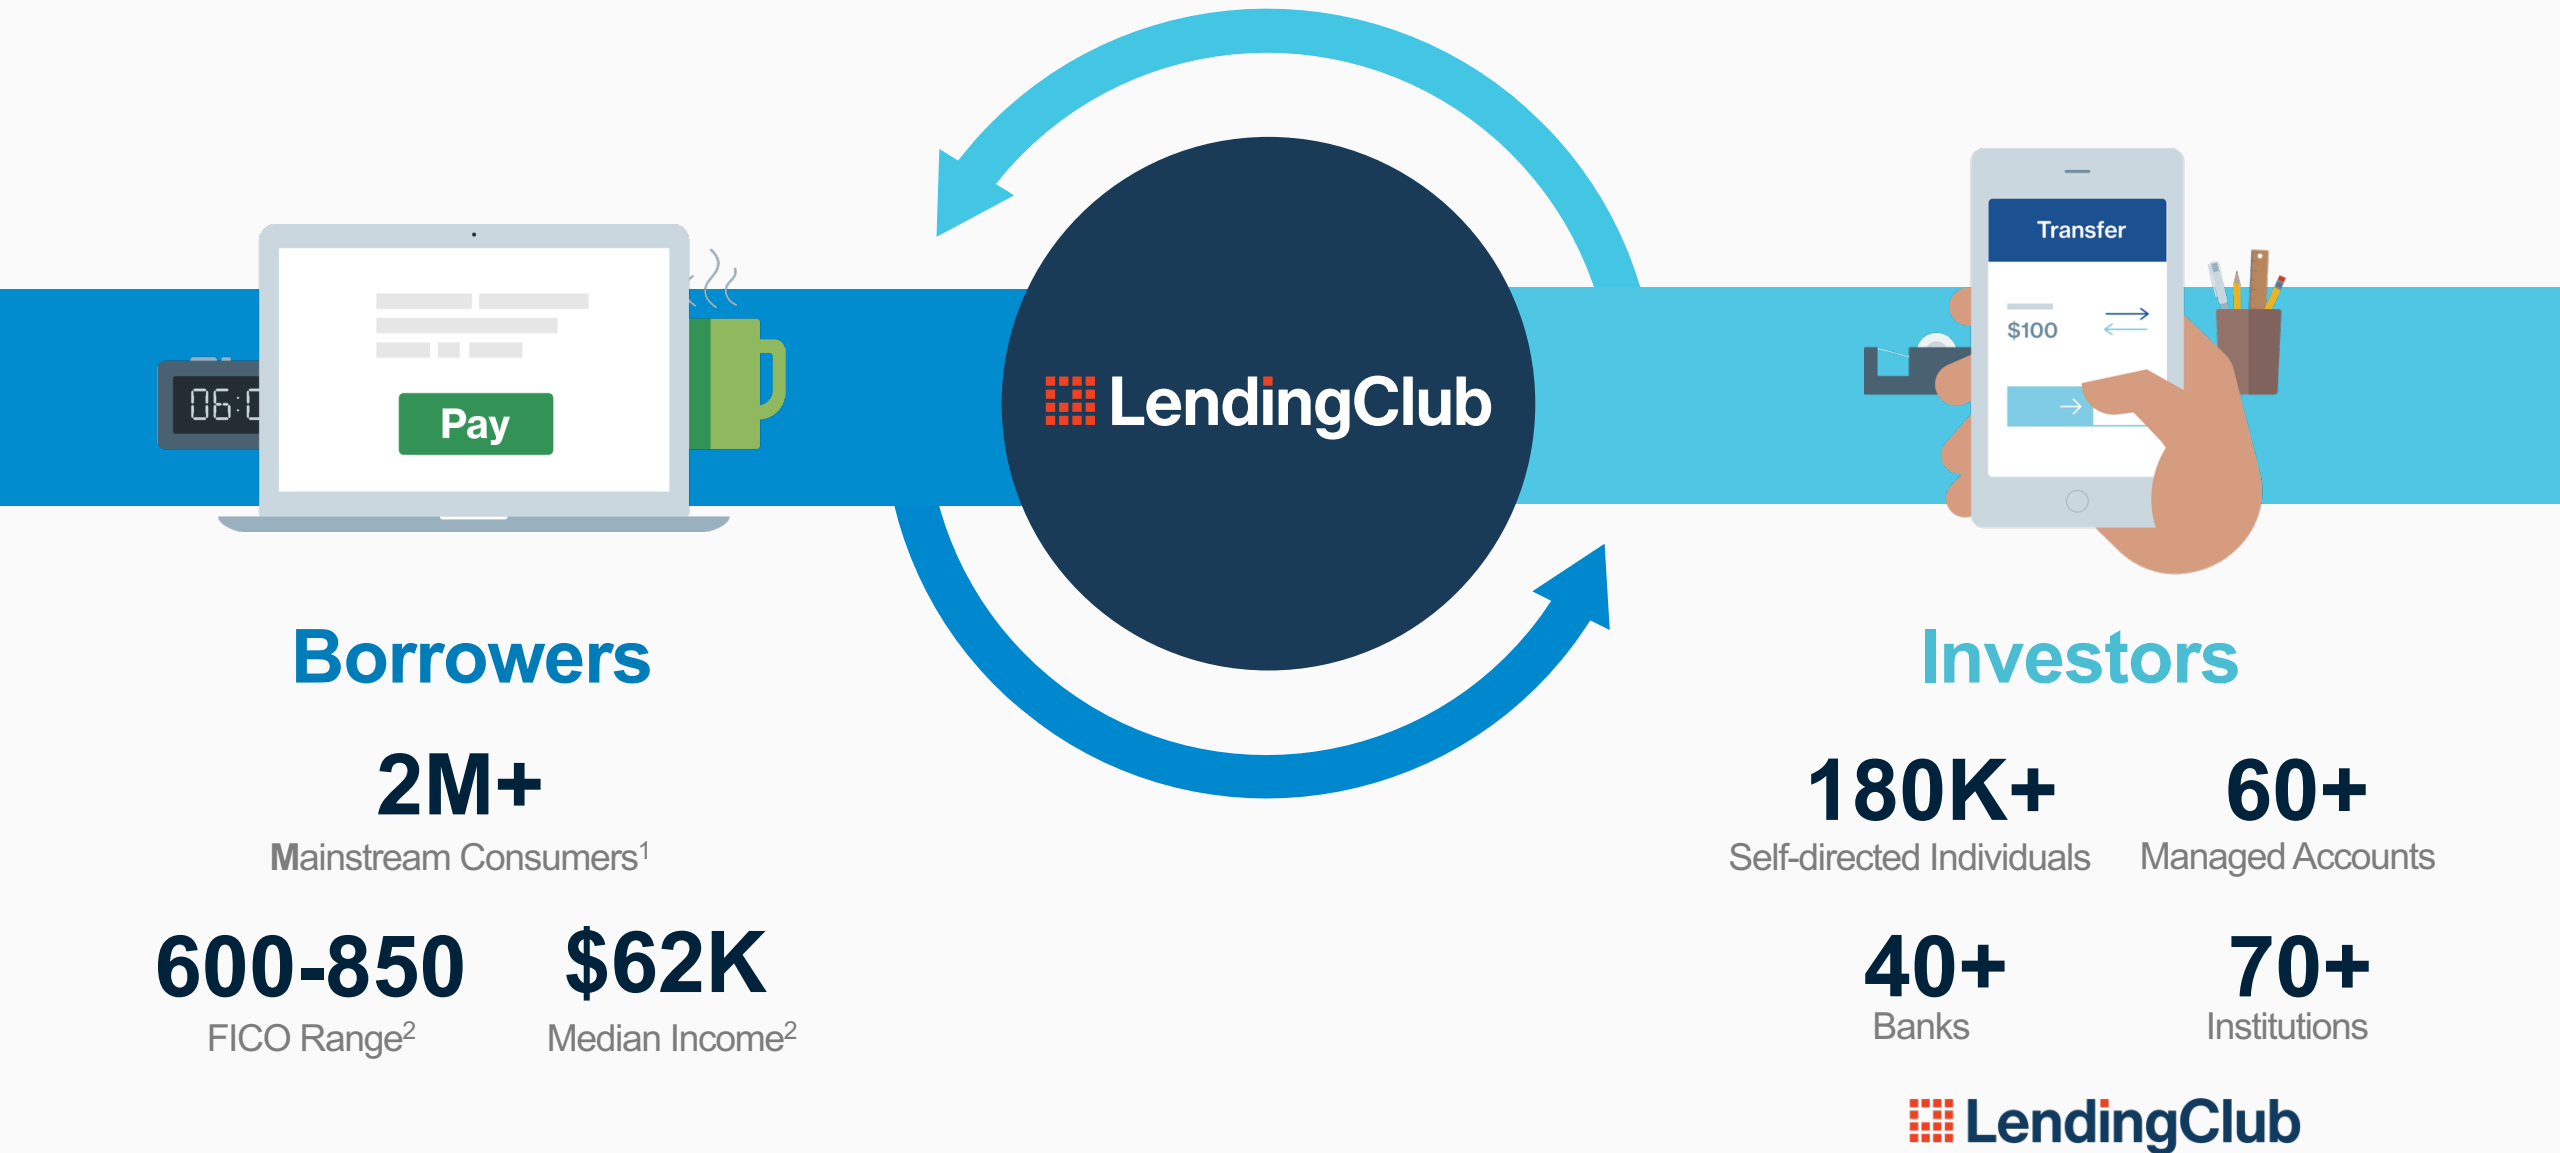 Transfer
$100
06:0
Pay
LendingClub
Borrowers
2M+
Mainstream Consumers¹
600-850
FICO Range²
$62K
Median Income²
Investors
180K+
Self-directed Individuals
60+
Managed Accounts
40+
Banks
70+
Institutions
LendingClub